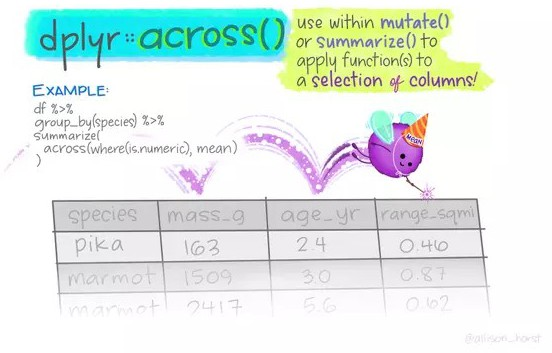 dplyr::across()
use within mutate()
or summarize() to
apply function(s) to
a selection of columns!
EXAMPLE:
df %>%
group_by(species) %>%
summarize(
across(where(is.numeric), mean)
)
MEAN
species mass_g age_yr range_sqmi
pika 163 2.4 0.46
marmot 1509 3.0 0.87
marmot 2417 5.6 0.62
@allison_horst